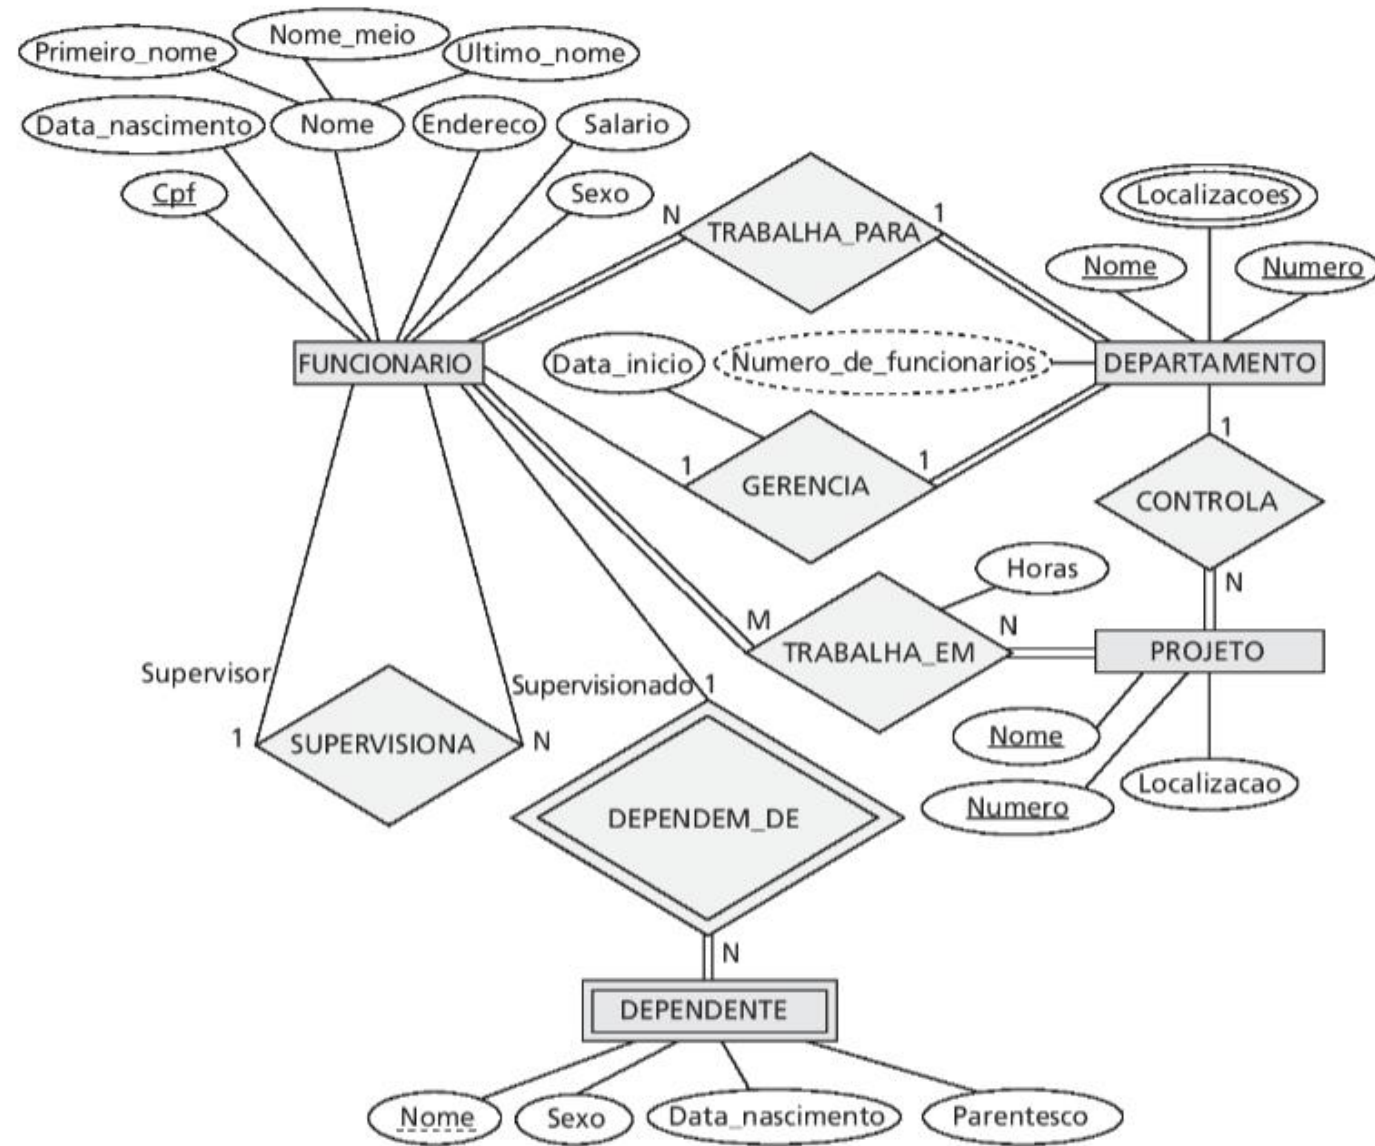 Primeiro_nome
Nome_meio
Ultimo_nome
Data_nascimento
Nome
Endereco
Salario
Cpf
Sexo
N
TRABALHA_PARA
1
Localizacoes
Nome
Numero
FUNCIONARIO
Data_inicio
Numero_de_funcionarios
DEPARTAMENTO
1
GERENCIA
1
1
CONTROLA
N
Horas
M
TRABALHA_EM
N
PROJETO
Supervisor
Supervisionado
1
1
SUPERVISIONA
N
Nome
Localizacao
Numero
DEPENDEM_DE
N
DEPENDENTE
Nome
Sexo
Data_nascimento
Parentesco